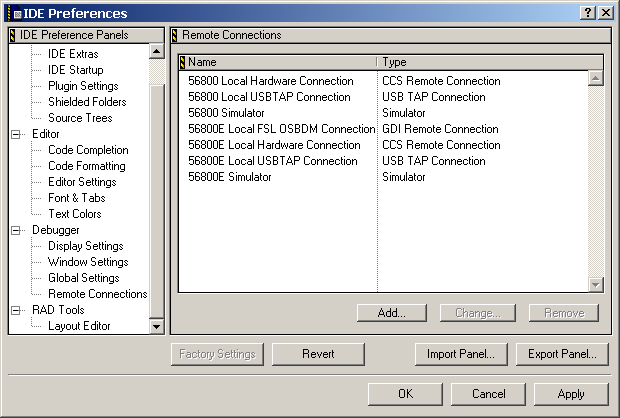 IDE Preferences
IDE Preference Panels
IDE Extras
IDE Startup
Plugin Settings
Shielded Folders
Source Trees
Editor
Code Completion
Code Formatting
Editor Settings
Font & Tabs
Text Colors
Debugger
Display Settings
Window Settings
Global Settings
Remote Connections
RAD Tools
Layout Editor
Remote Connections
Name Type
56800 Local Hardware Connection CCS Remote Connection
56800 Local USBTAP Connection USB TAP Connection
56800 Simulator Simulator
56800E Local FSL OSBDM Connection GDI Remote Connection
56800E Local Hardware Connection CCS Remote Connection
56800E Local USBTAP Connection USB TAP Connection
56800E Simulator Simulator
Add... Change... Remove
Factory Settings Revert Import Panel... Export Panel...
OK Cancel Apply